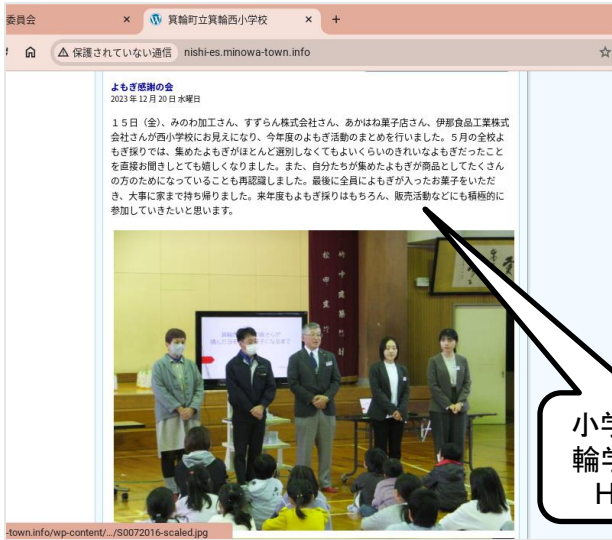 委員会
箕輪町立箕輪西小学校
保護されていない通信 nishi-es.minowa-town.info
よもぎ感謝の会
2023年12月20日 水曜日
１５日（金）、みのわ加工さん、すずらん株式会社さん、あかはね菓子店さん、伊那食品工業株式
会社さんが西小学校にお見えになり、今年度のよもぎ活動のまとめを行いました。５月の全校よ
もぎ採りでは、集めたよもぎがほとんど選別しなくてもよいくらいのきれいなよもぎだったこと
を直接お聞きしとても嬉しくなりました。また、自分たちが集めたよもぎが商品としてたくさん
の方のためになっていることも再認識しました。最後に全員によもぎが入ったお菓子をいただ
き、大事に家まで持ち帰りました。来年度もよもぎ採りはもちろん、販売活動などにも積極的に
参加していきたいと思います。
小学
輪学
H
-town.info/wp-content/.../S0072016-scaled.jpg